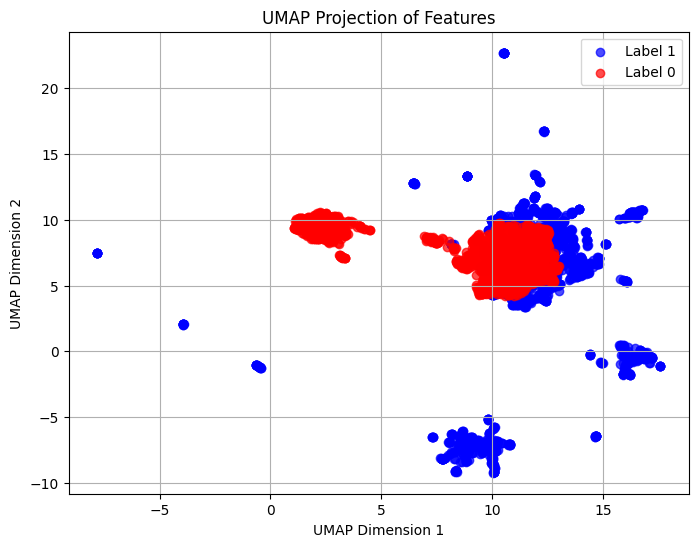 UMAP Projection of Features
Label 1
Label 0
UMAP Dimension 2
20
15
10
5
0
−5
−10
−5
0
5
10
15
UMAP Dimension 1